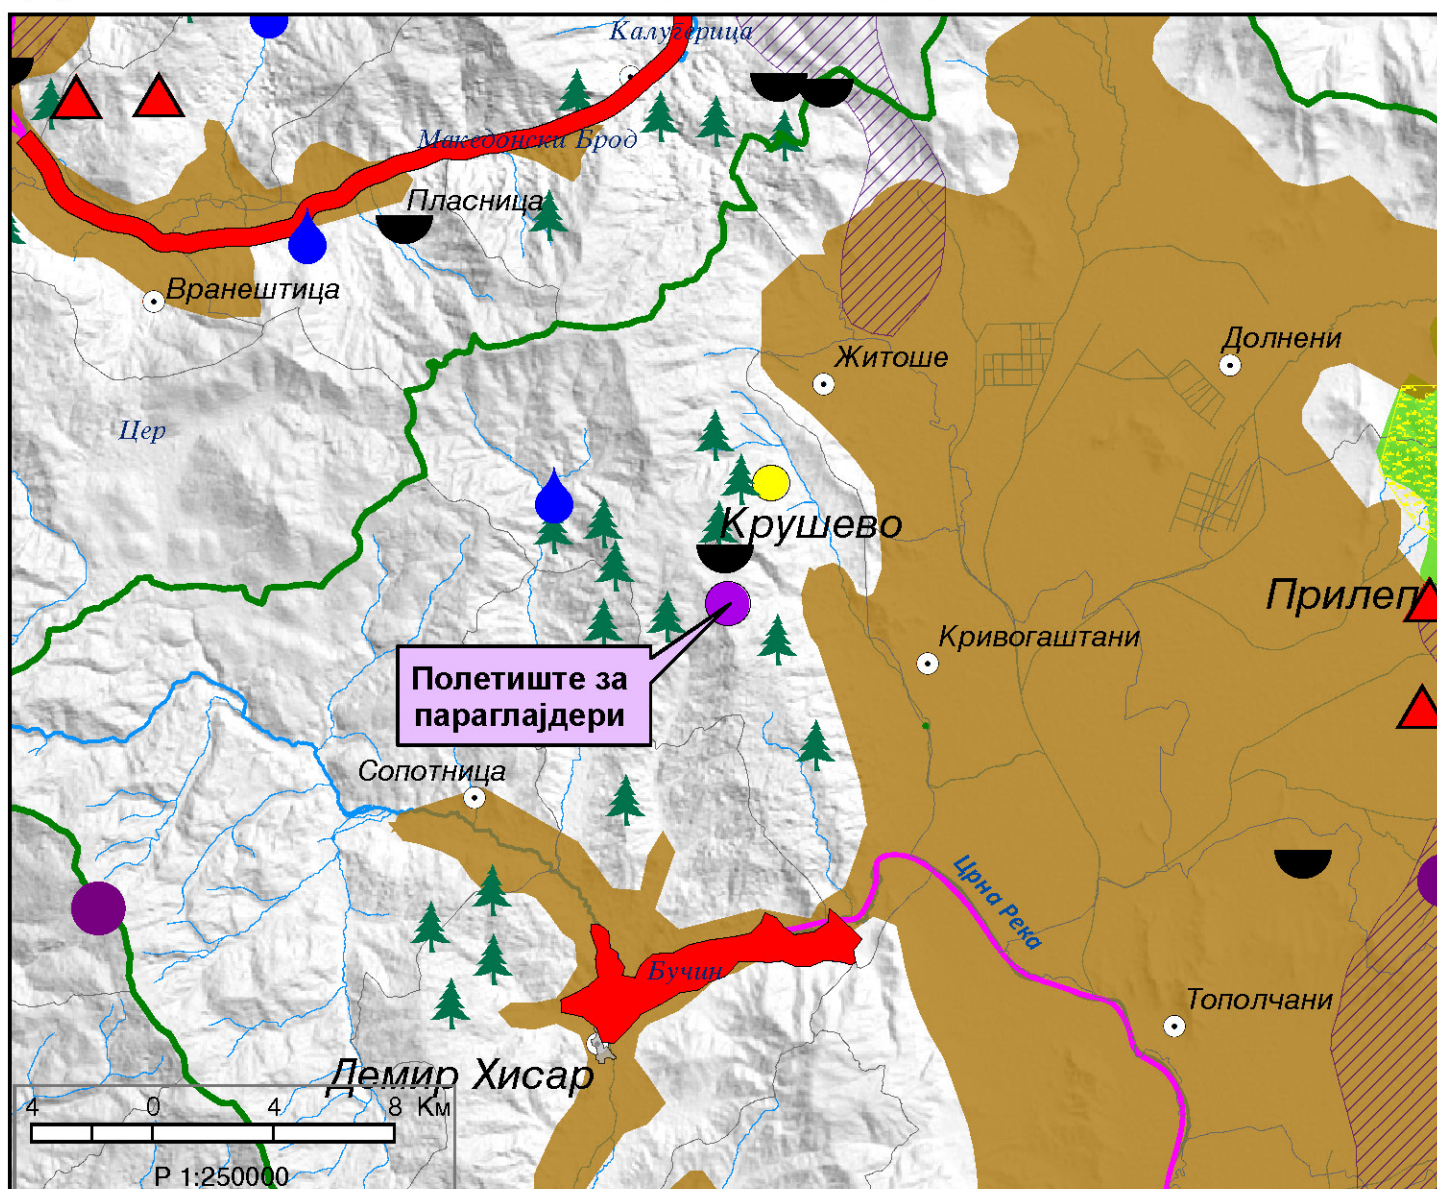 Калугерица
Македонски Брод
Пласница
Вранештица
Житоше
Долнени
Цер
Крушево
Прилеп
Кривогаштани
Полетиште за
параглајдери
Сопотница
Црна Река
Бучин
Тополчани
Демир Хисар
4 0 4 8 Км
Р 1:250000